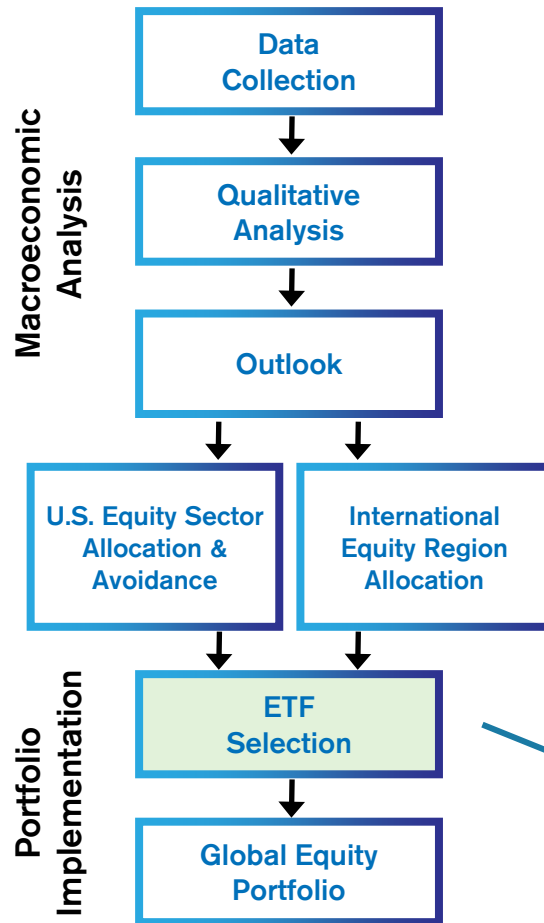 Macroeconomic
Analysis
Data
Collection
Qualitative
Analysis
Outlook
U.S. Equity Sector
Allocation &
Avoidance
International
Equity Region
Allocation
Portfolio
Implementation
ETF
Selection
Global Equity
Portfolio